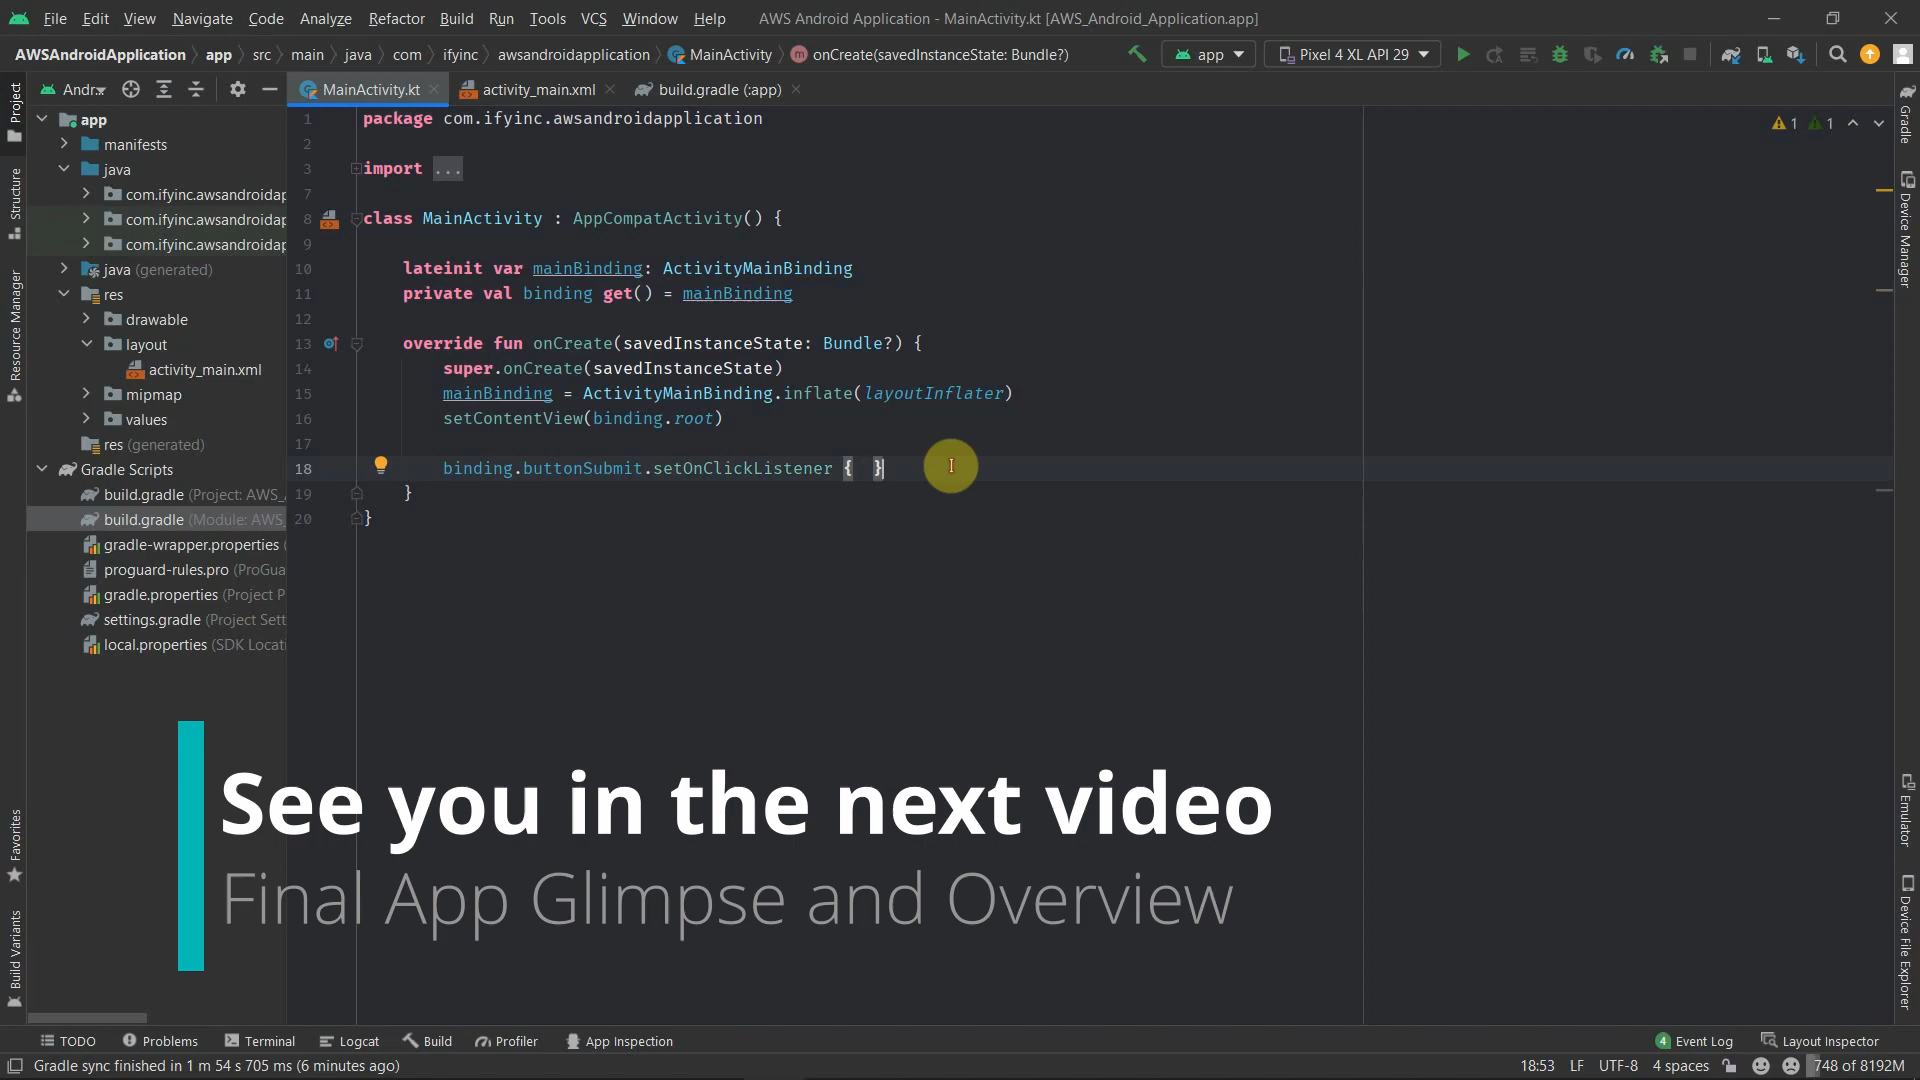 File Edit View Navigate Code Analyze Refactor Build Run Tools VCS Window Help AWS Android Application - MainActivity.kt [AWS_Android_Application.app]
AWSAndroidApplication app src main java com ifyinc awsandroidapplication MainActivity onCreate(savedInstanceState: Bundle?) app Pixel 4 XL API 29
Andr MainActivity.kt activity_main.xml build.gradle (:app)
Project
Structure
Resource Manager
Favorites
Build Variants
app
manifests
java
com.ifyinc.awsandroidap
com.ifyinc.awsandroidap
com.ifyinc.awsandroidap
java (generated)
res
drawable
layout
activity_main.xml
mipmap
values
res (generated)
Gradle Scripts
build.gradle (Project: AWS_
build.gradle (Module: AWS_
gradle-wrapper.properties (
proguard-rules.pro (ProGua
gradle.properties (Project P
settings.gradle (Project Sett
local.properties (SDK Locati
1 package com.ifyinc.awsandroidapplication
2
3 import ...
7
8 class MainActivity : AppCompatActivity() {
9
10 lateinit var mainBinding: ActivityMainBinding
11 private val binding get() = mainBinding
12
13 override fun onCreate(savedInstanceState: Bundle?) {
14 super.onCreate(savedInstanceState)
15 mainBinding = ActivityMainBinding.inflate(layoutInflater)
16 setContentView(binding.root)
17
18 binding.buttonSubmit.setOnClickListener { }
19 }
20 }
1 1
Gradle
Device Manager
Emulator
Device File Explorer
See you in the next video
Final App Glimpse and Overview
TODO Problems Terminal Logcat Build Profiler App Inspection 4 Event Log Layout Inspector
Gradle sync finished in 1 m 54 s 705 ms (6 minutes ago) 18:53 LF UTF-8 4 spaces 748 of 8192M